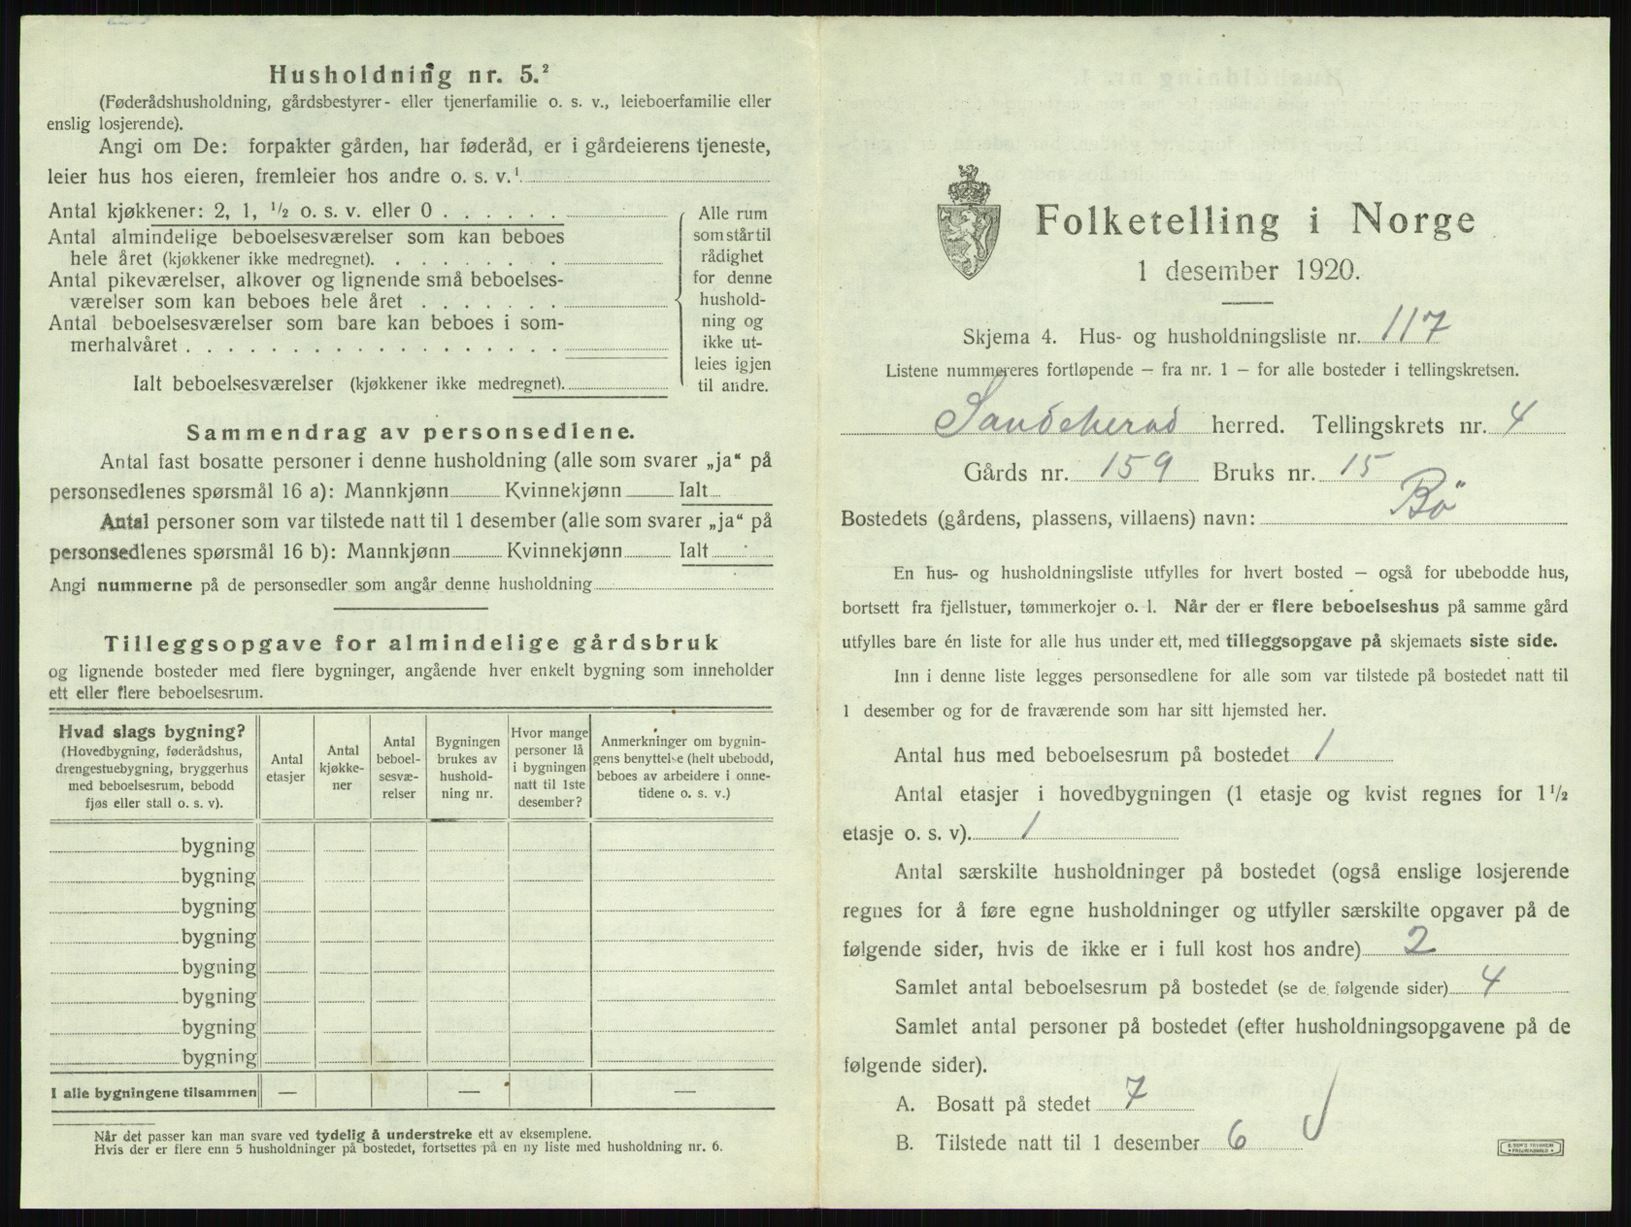 Husholdning nr. 5.²
(Føderådshusholdning, gårdsbestyrer- eller tjenerfamilie o. s. v., leieboerfamilie eller
enslig losjerende).
Angi om De: forpakter gården, har føderåd, er i gårdeierens tjeneste,
leier hus hos eieren, fremleier hos andre o. s. v.¹
Antal kjøkkener: 2, 1, ½ o. s. v. eller 0 . . . . . .
Antal almindelige beboelsesværelser som kan beboes
hele året (kjøkkener ikke medregnet). . . . . . . .
Antal pikeværelser, alkover og lignende små beboelses-
værelser som kan beboes hele året . . . . . . .
Antal beboelsesværelser som bare kan beboes i som-
merhalvåret . . . . . . . . . . . . . . . . . .
Ialt beboelsesværelser (kjøkkener ikke medregnet).
Alle rum
som står til
rådighet
for denne
hushold-
ning og
ikke ut-
leies igjen
til andre.
Sammendrag av personsedlene.
Antal fast bosatte personer i denne husholdning (alle som svarer „ja“ på
personsedlenes spørsmål 16 a): Mannkjønn Kvinnekjønn Ialt
Antal personer som var tilstede natt til 1 desember (alle som svarer „ja“ på
personsedlenes spørsmål 16 b): Mannkjønn Kvinnekjønn Ialt
Angi nummerne på de personsedler som angår denne husholdning
Tilleggsopgave for almindelige gårdsbruk
og lignende bosteder med flere bygninger, angående hver enkelt bygning som inneholder
ett eller flere beboelsesrum.
Hvad slags bygning?
(Hovedbygning, føderådshus,
drengestuebygning, bryggerhus
med beboelsesrum, bebodd
fjøs eller stall o. s. v).
Antal
etasjer
Antal
kjøkke-
ner
Antal
beboel-
sesvæ-
relser
Bygningen
brukes av
hushold-
ning nr.
Hvor mange
personer lå
i bygningen
natt til 1ste
desember?
Anmerkninger om bygnin-
gens benyttelse (helt ubebodd,
beboes av arbeidere i onne-
tidene o. s. v.)
bygning
bygning
bygning
bygning
bygning
bygning
bygning
bygning
I alle bygningene tilsammen — — —
Når det passer kan man svare ved tydelig å understreke ett av eksemplene.
Hvis der er flere enn 5 husholdninger på bostedet, fortsettes på en ny liste med husholdning nr. 6.
Folketelling i Norge
1 desember 1920.
Skjema 4. Hus- og husholdningsliste nr. 117
Listene nummereres fortløpende – fra nr. 1 – for alle bosteder i tellingskretsen.
Sandeherad herred. Tellingskrets nr. 4
Gårds nr. 159 Bruks nr. 15
Bostedets (gårdens, plassens, villaens) navn: Bö
En hus- og husholdningsliste utfylles for hvert bosted – også for ubebodde hus,
bortsett fra fjellstuer, tømmerkojer o. l. Når der er flere beboelseshus på samme gård
utfylles bare én liste for alle hus under ett, med tilleggsopgave på skjemaets siste side.
Inn i denne liste legges personsedlene for alle som var tilstede på bostedet natt til
1 desember og for de fraværende som har sitt hjemsted her.
Antal hus med beboelsesrum på bostedet 1
Antal etasjer i hovedbygningen (1 etasje og kvist regnes for 1½
etasje o. s. v). 1
Antal særskilte husholdninger på bostedet (også enslige losjerende
regnes for å føre egne husholdninger og utfyller særskilte opgaver på de
følgende sider, hvis de ikke er i full kost hos andre) 2
Samlet antal beboelsesrum på bostedet (se de følgende sider) 4
Samlet antal personer på bostedet (efter husholdningsopgavene på de
følgende sider).
A. Bosatt på stedet 7
B. Tilstede natt til 1 desember 6